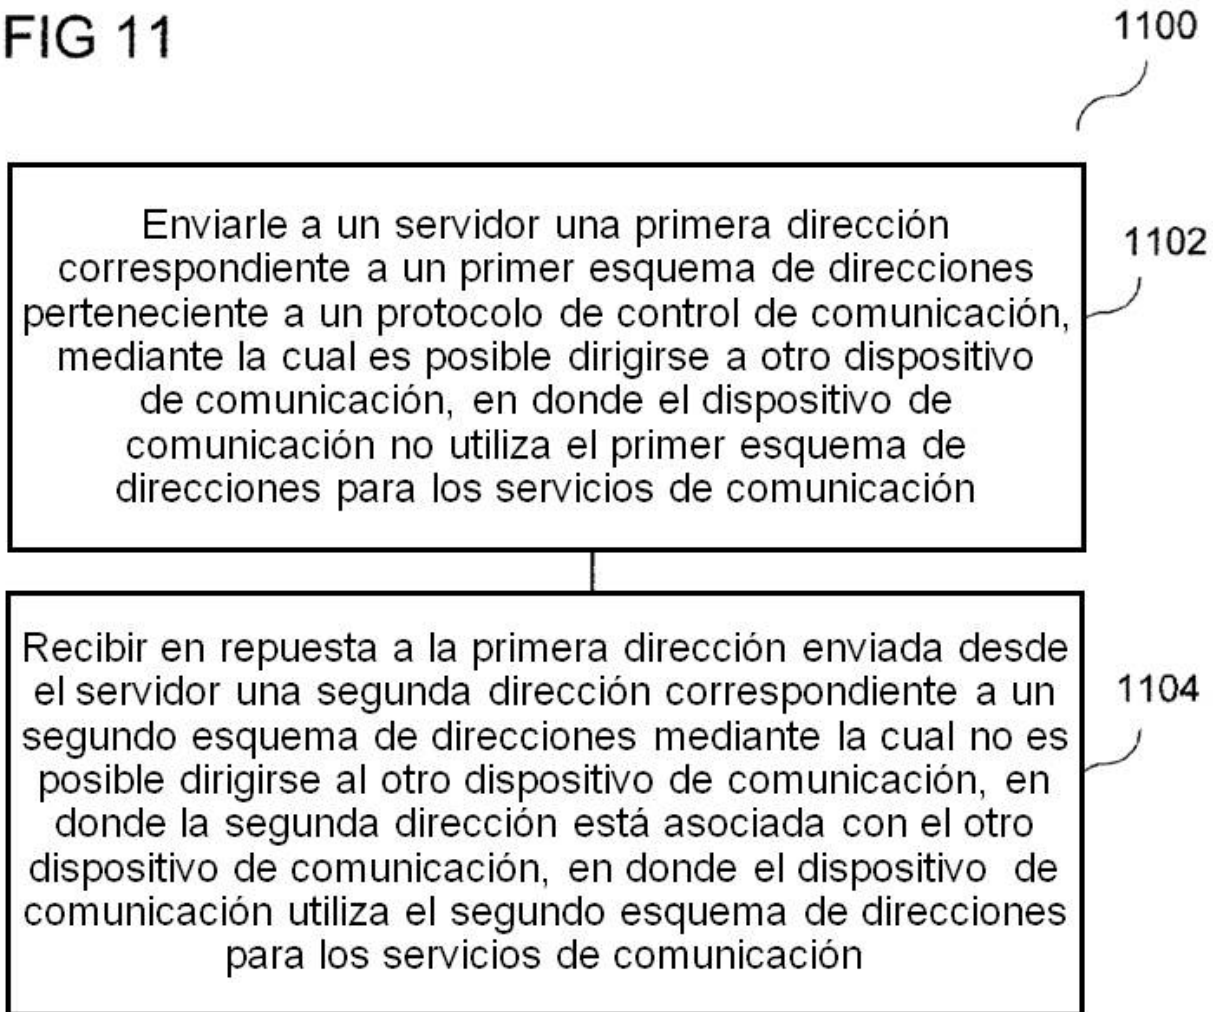 FIG 11
1100
Enviarle a un servidor una primera dirección
correspondiente a un primer esquema de direcciones
perteneciente a un protocolo de control de comunicación,
mediante la cual es posible dirigirse a otro dispositivo
de comunicación, en donde el dispositivo de
comunicación no utiliza el primer esquema de
direcciones para los servicios de comunicación
1102
Recibir en repuesta a la primera dirección enviada desde
el servidor una segunda dirección correspondiente a un
segundo esquema de direcciones mediante la cual no es
posible dirigirse al otro dispositivo de comunicación, en
donde la segunda dirección está asociada con el otro
dispositivo de comunicación, en donde el dispositivo de
comunicación utiliza el segundo esquema de direcciones
para los servicios de comunicación
1104